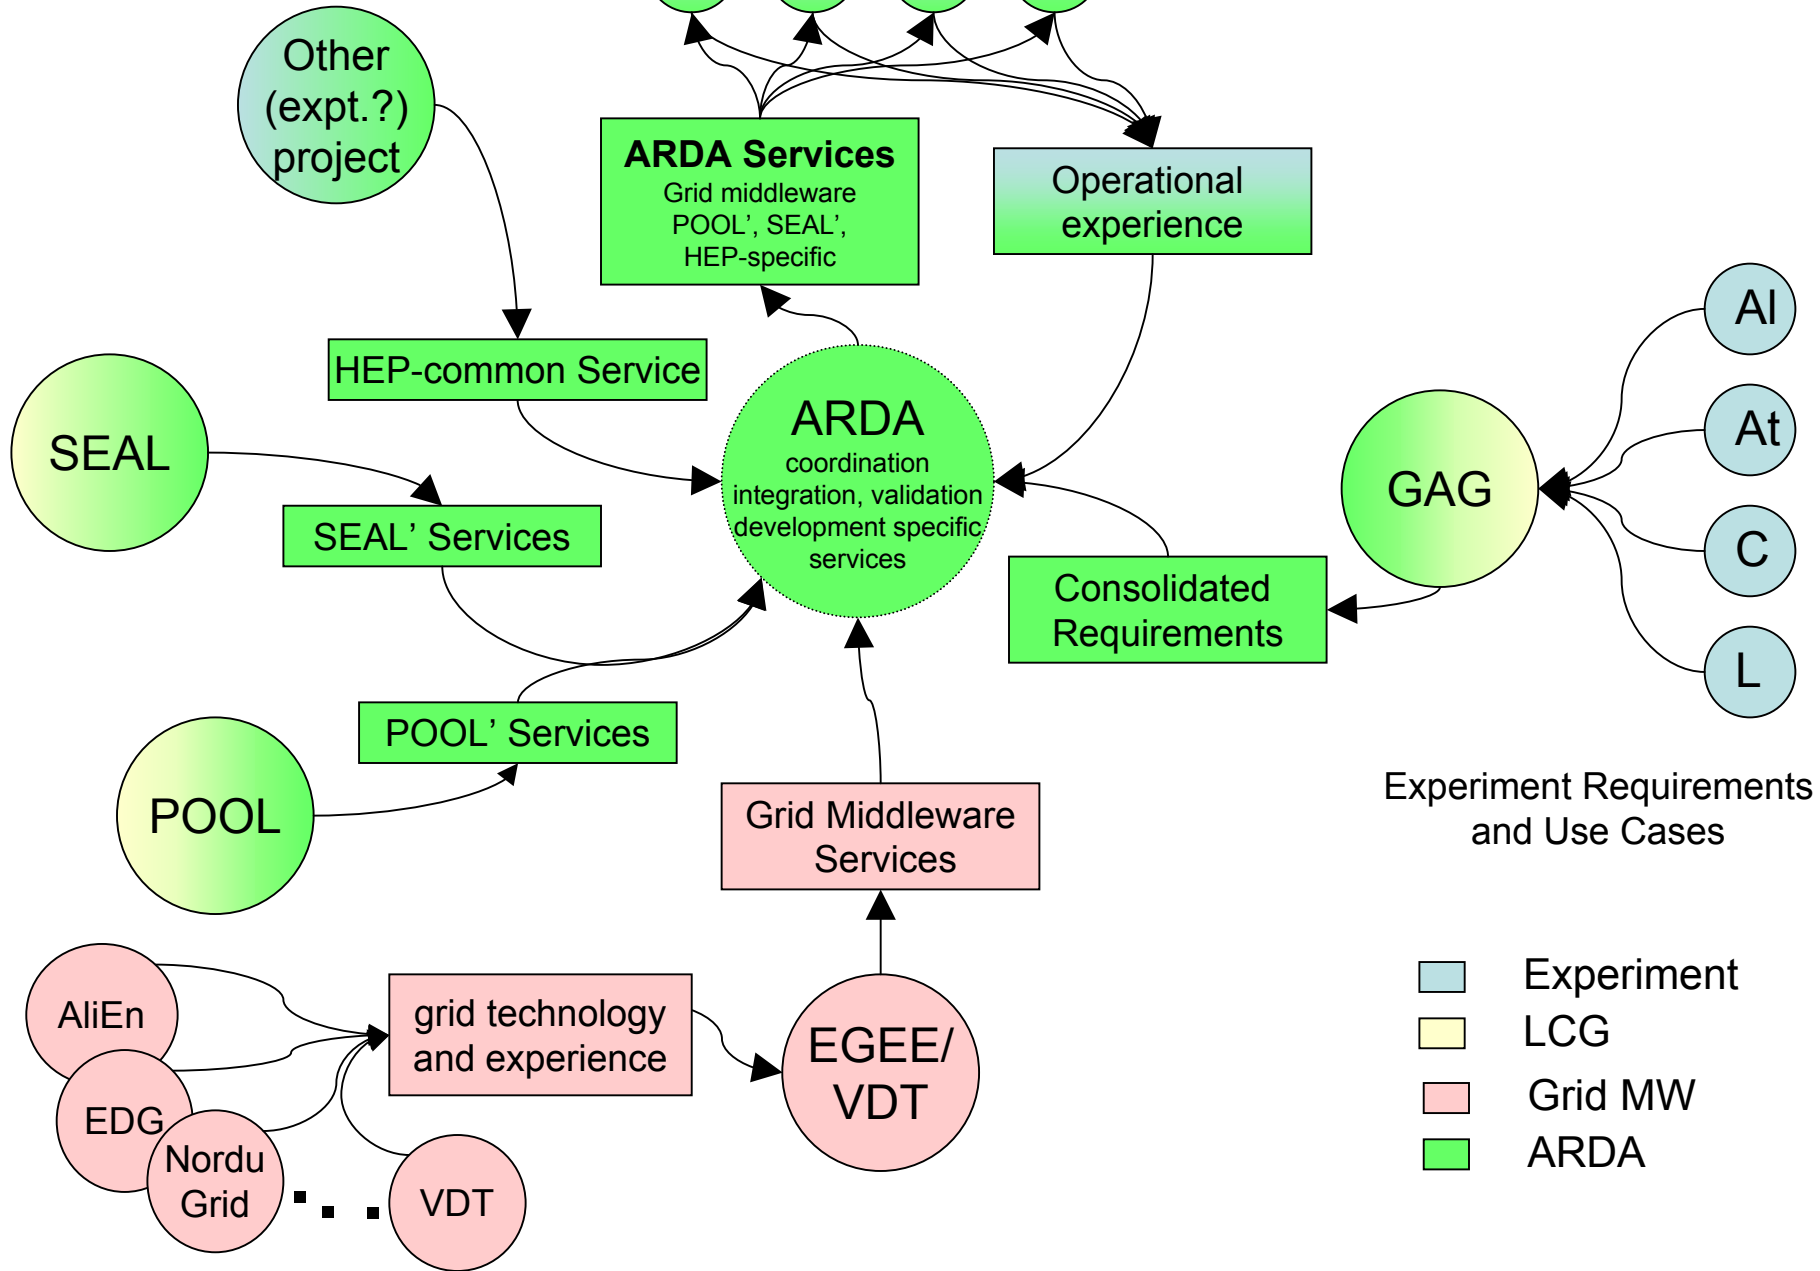 Other
(expt.?)
project
ARDA Services
Grid middleware
POOL’, SEAL’,
HEP-specific
Operational
experience
Al
HEP-common Service
At
SEAL
ARDA
coordination
integration, validation
development specific
services
GAG
SEAL’ Services
C
Consolidated
Requirements
L
POOL’ Services
POOL
Grid Middleware
Services
Experiment Requirements
and Use Cases
AliEn
grid technology
and experience
EGEE/
VDT
EDG
Nordu
Grid
VDT
Experiment
LCG
Grid MW
ARDA